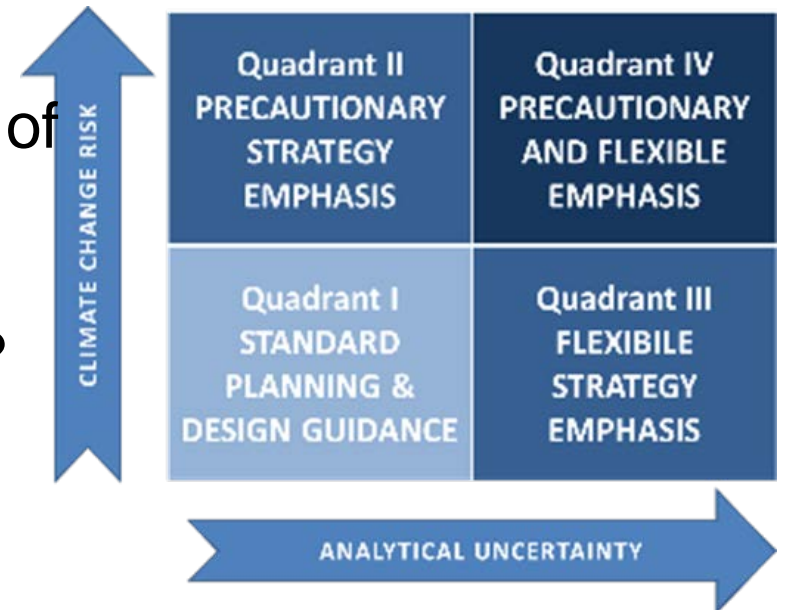 of
?
CLIMATE CHANGE RISK
Quadrant II
PRECAUTIONARY
STRATEGY
EMPHASIS
Quadrant IV
PRECAUTIONARY
AND FLEXIBLE
EMPHASIS
Quadrant I
STANDARD
PLANNING &
DESIGN GUIDANCE
Quadrant III
FLEXIBILE
STRATEGY
EMPHASIS
ANALYTICAL UNCERTAINTY